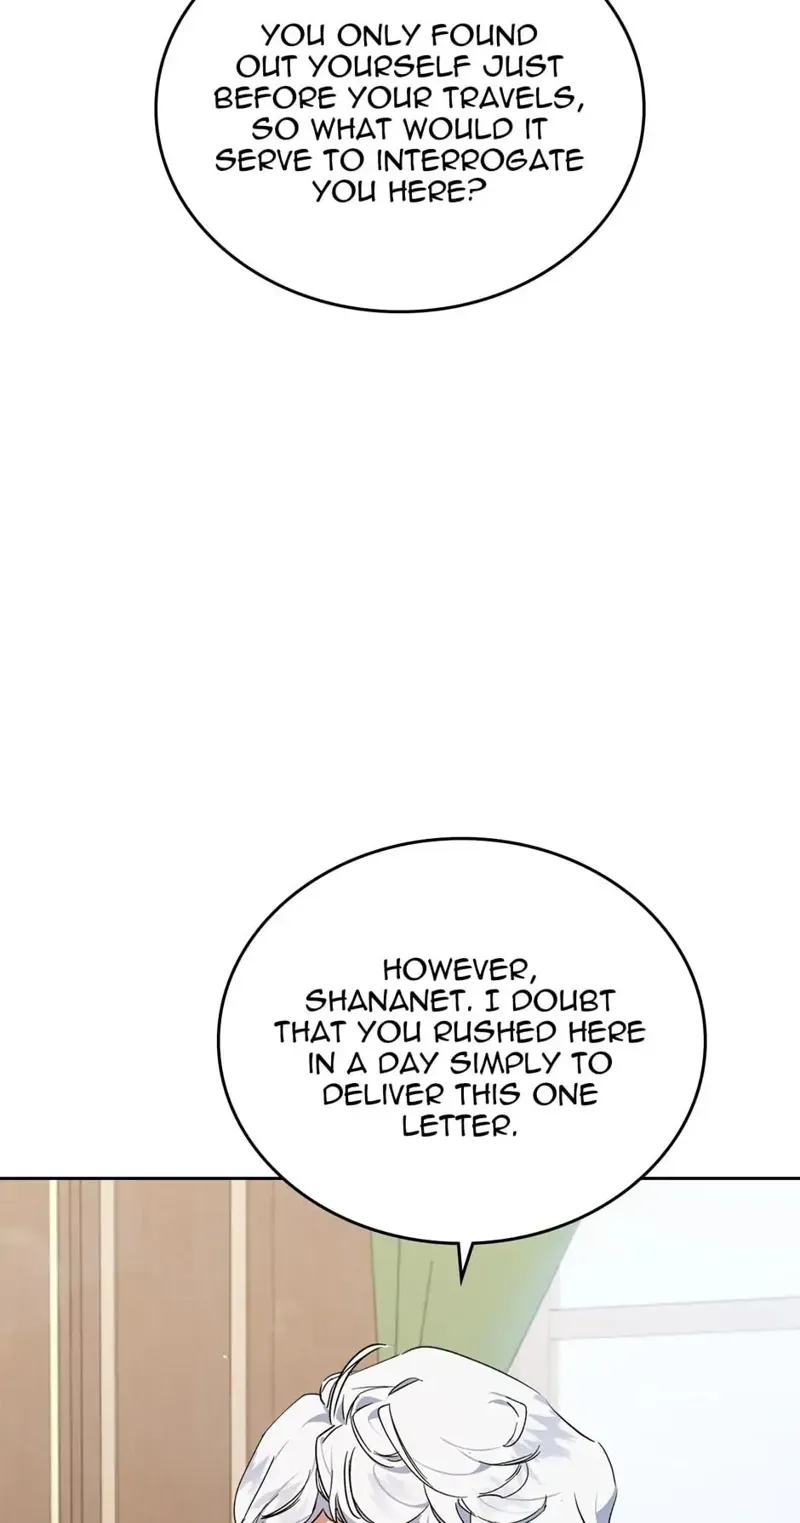 YOU ONLY FOUND
OUT YOURSELF JUST
BEFORE YOUR TRAVELS,
SO WHAT WOULD IT
SERVE TO INTERROGATE
YOU HERE?
HOWEVER,
SHANANET. I DOUBT
THAT YOU RUSHED HERE
IN A DAY SIMPLY TO
DELIVER THIS ONE
LETTER.